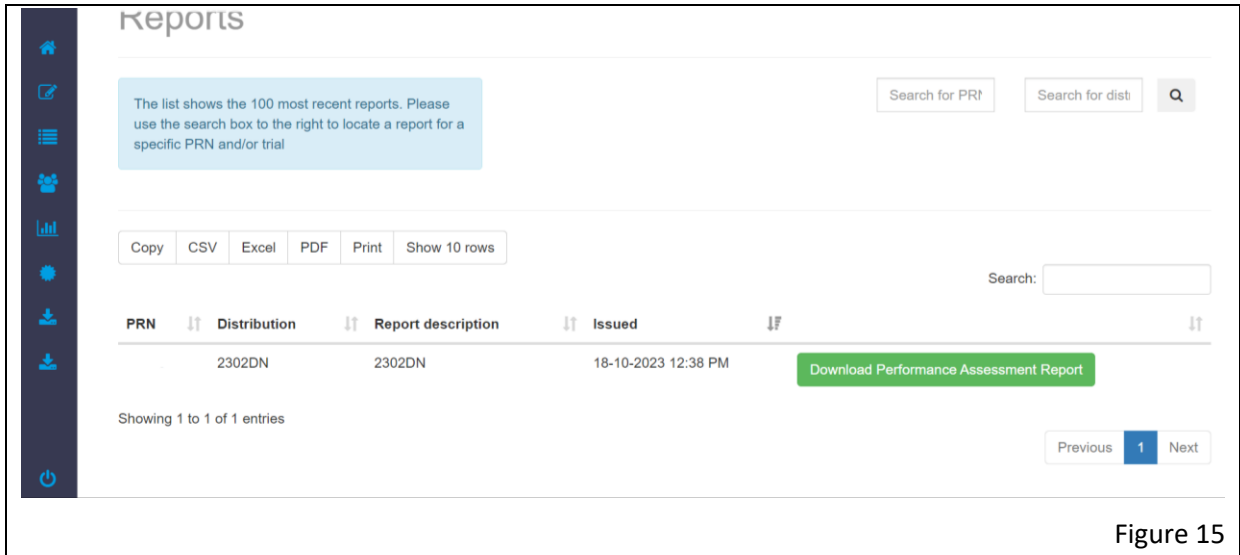 Reports
The list shows the 100 most recent reports. Please
use the search box to the right to locate a report for a
specific PRN and/or trial
Search for PRN
Search for dist
Copy CSV Excel PDF Print Show 10 rows
Search:
PRN Distribution Report description Issued
2302DN 2302DN 18-10-2023 12:38 PM Download Performance Assessment Report
Showing 1 to 1 of 1 entries
Previous 1 Next
Figure 15